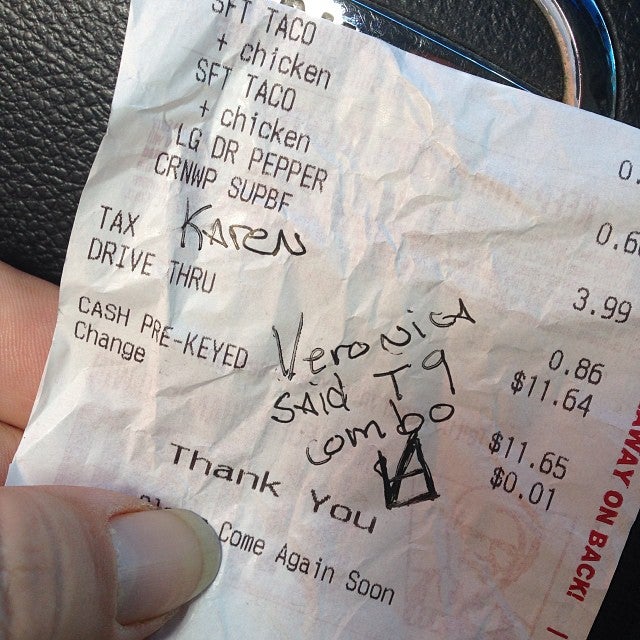 SFT TACO
+ chicken 0.
SFT TACO
+ chicken 0.6
LG DR PEPPER
CRNWP SUPBF 3.99
TAX 0.86
Karen
DRIVE THRU $11.64
CASH PRE-KEYED $11.65
Change $0.01
Veronica
said T9
combo
Thank You
Come Again Soon
AWAY ON BACK!